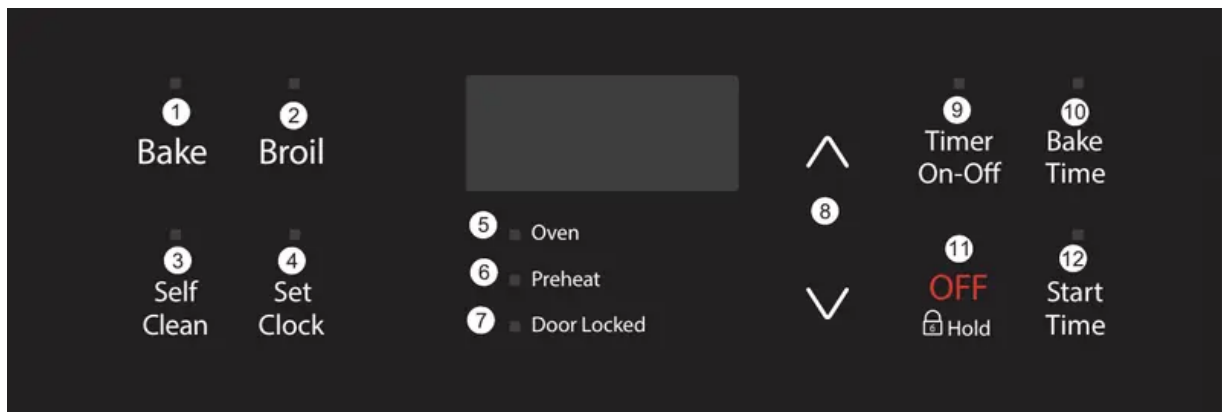 1
Bake
2
Broil
3
Self
Clean
4
Set
Clock
5 Oven
6 Preheat
7 Door Locked
8
9
Timer
On-Off
10
Bake
Time
11
OFF
6 Hold
12
Start
Time